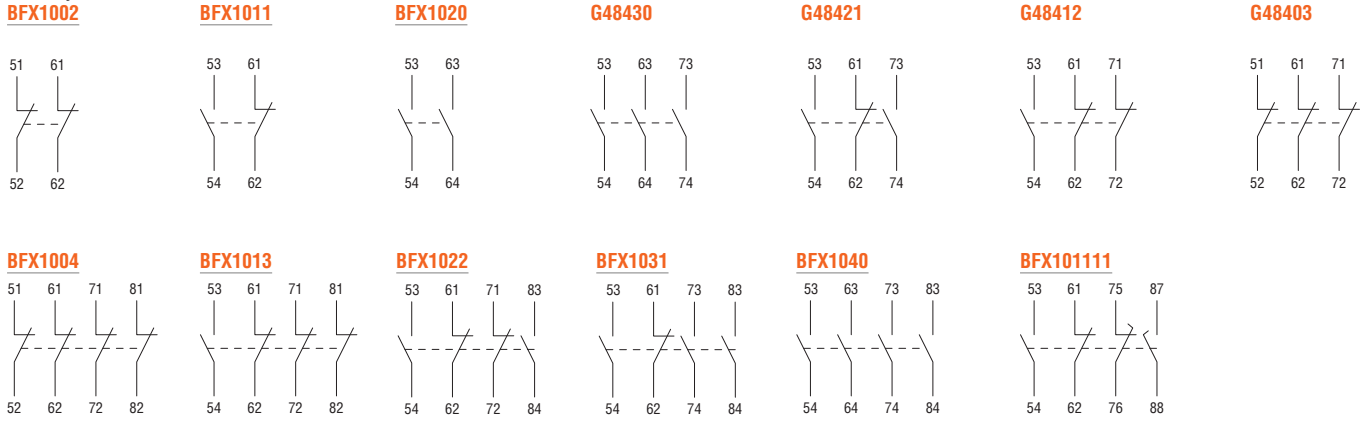 BFX1002 BFX1011 BFX1020 G48430 G48421 G48412 G48403
51 61 53 61 53 63 53 63 73 53 61 73 53 61 71 51 61 71
52 62 54 62 54 64 54 64 74 54 62 74 54 62 72 52 62 72
BFX1004 BFX1013 BFX1022 BFX1031 BFX1040 BFX101111
51 61 71 81 53 61 71 81 53 61 71 83 53 61 73 83 53 63 73 83 53 61 75 87
52 62 72 82 54 62 72 82 54 62 72 84 54 62 74 84 54 64 74 84 54 62 76 88